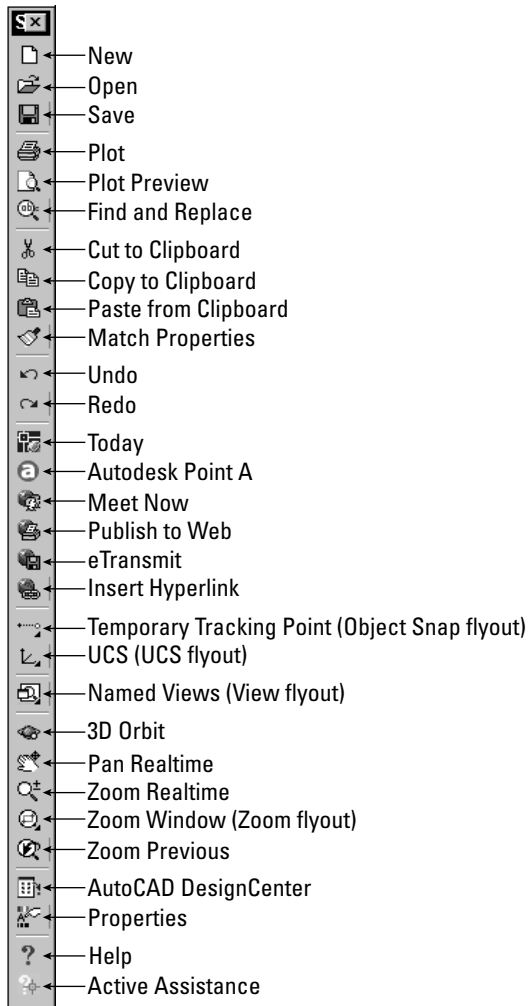 New
Open
Save
Plot
Plot Preview
Find and Replace
Cut to Clipboard
Copy to Clipboard
Paste from Clipboard
Match Properties
Undo
Redo
Today
Autodesk Point A
Meet Now
Publish to Web
eTransmit
Insert Hyperlink
Temporary Tracking Point (Object Snap flyout)
UCS (UCS flyout)
Named Views (View flyout)
3D Orbit
Pan Realtime
Zoom Realtime
Zoom Window (Zoom flyout)
Zoom Previous
AutoCAD DesignCenter
Properties
Help
Active Assistance